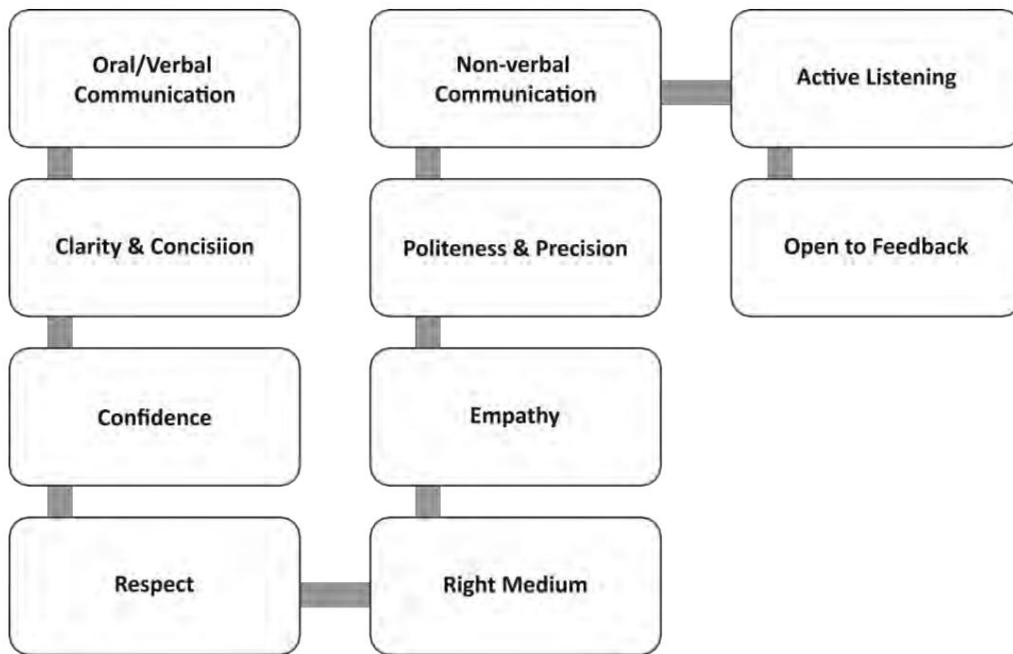 Oral/Verbal
Communication
Clarity & Concisiion
Confidence
Respect
Right Medium
Empathy
Politeness & Precision
Non-verbal
Communication
Active Listening
Open to Feedback